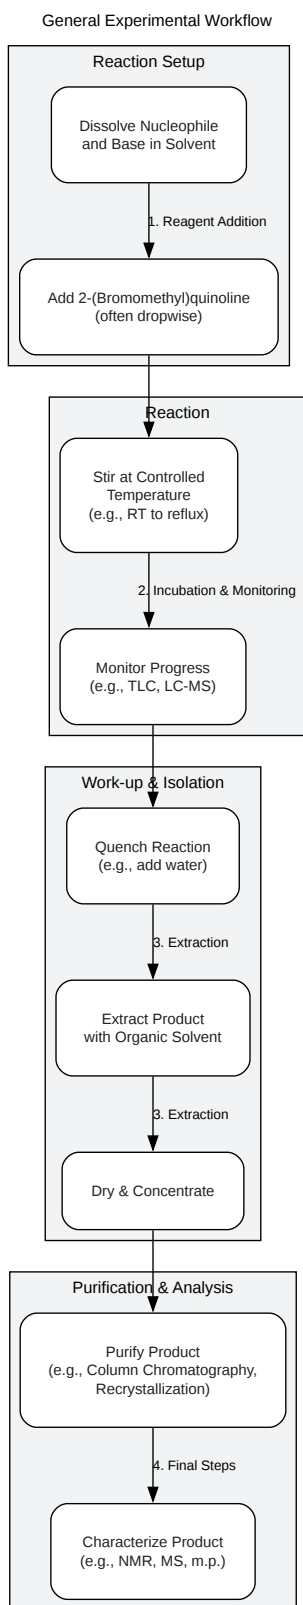 General Experimental Workflow
Reaction Setup
Dissolve Nucleophile
and Base in Solvent
1. Reagent Addition
Add 2-(Bromomethyl)quinoline
(often dropwise)
Reaction
Stir at Controlled
Temperature
(e.g., RT to reflux)
2. Incubation & Monitoring
Monitor Progress
(e.g., TLC, LC-MS)
Work-up & Isolation
Quench Reaction
(e.g., add water)
3. Extraction
Extract Product
with Organic Solvent
3. Extraction
Dry & Concentrate
Purification & Analysis
Purify Product
(e.g., Column Chromatography,
Recrystallization)
4. Final Steps
Characterize Product
(e.g., NMR, MS, m.p.)